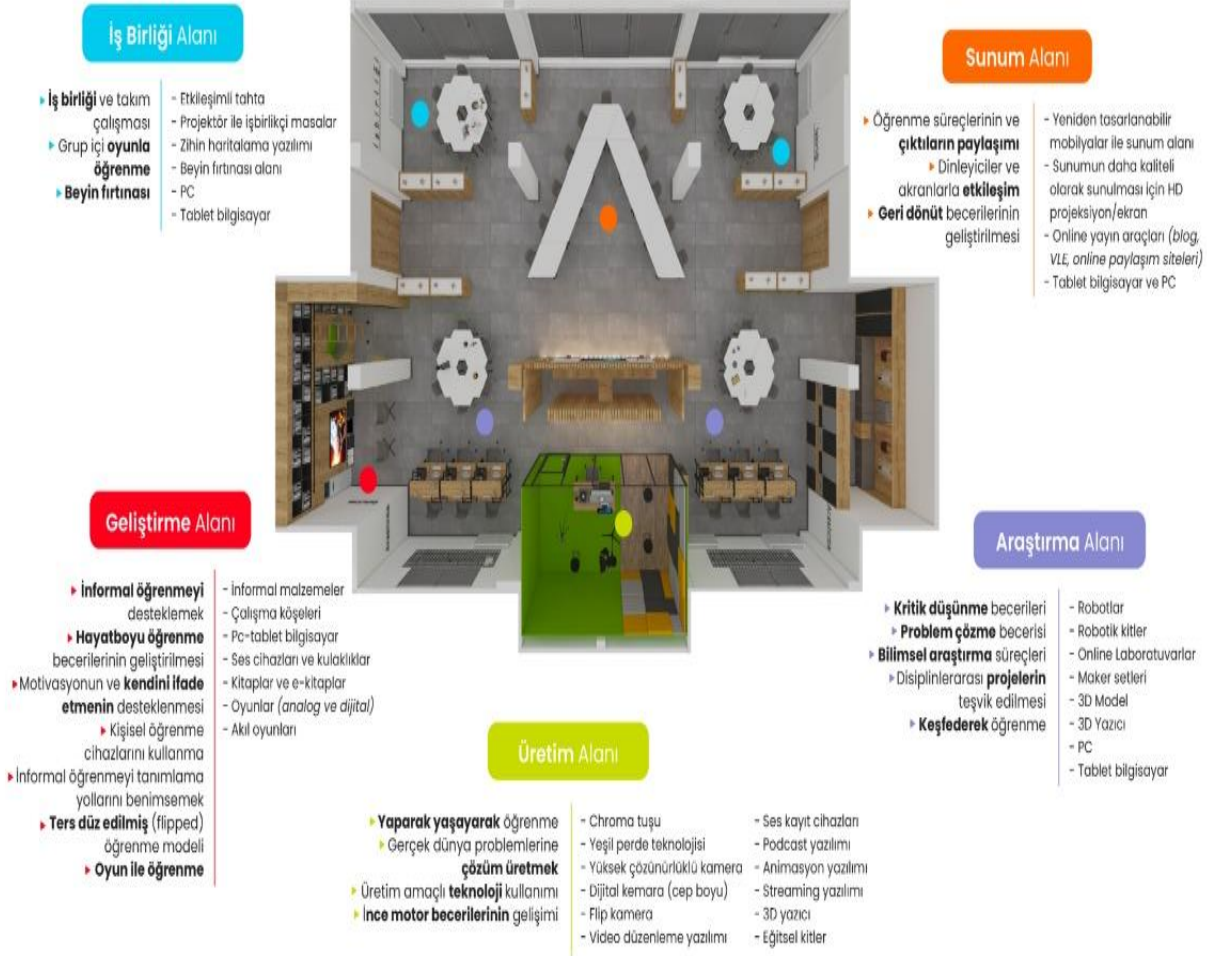 İş Birliği Alanı
▸ İş birliği ve takım
çalışması
▸ Grup içi oyunla
öğrenme
▸ Beyin fırtınası
- Etkileşimli tahta
- Projektör ile işbirlikçi masalar
- Zihin haritalama yazılımı
- Beyin fırtınası alanı
- PC
- Tablet bilgisayar
Sunum Alanı
▸ Öğrenme süreçlerinin ve
çıktıların paylaşımı
▸ Dinleyiciler ve
akranlarla etkileşim
▸ Geri dönüt becerilerinin
geliştirilmesi
- Yeniden tasarlanabilir
mobilyalar ile sunum alanı
- Sunumun daha kaliteli
olarak sunulması için HD
projeksiyon/ekran
- Online yayın araçları (blog,
VLE, online paylaşım siteleri)
- Tablet bilgisayar ve PC
Geliştirme Alanı
▸ İnformal öğrenmeyi
desteklemek
▸ Hayatboyu öğrenme
becerilerinin geliştirilmesi
▸ Motivasyonun ve kendini ifade
etmenin desteklenmesi
▸ Kişisel öğrenme
cihazlarını kullanma
▸ İnformal öğrenmeyi tanımlama
yollarını benimsemek
▸ Ters düz edilmiş (flipped)
öğrenme modeli
▸ Oyun ile öğrenme
- İnformal malzemeler
- Çalışma köşeleri
- Pc-tablet bilgisayar
- Ses cihazları ve kulaklıklar
- Kitaplar ve e-kitaplar
- Oyunlar (analog ve dijital)
- Akıl oyunları
Araştırma Alanı
▸ Kritik düşünme becerileri
▸ Problem çözme becerisi
▸ Bilimsel araştırma süreçleri
▸ Disiplinlerarası projelerin
teşvik edilmesi
▸ Keşfederek öğrenme
- Robotlar
- Robotik kitler
- Online Laboratuvarlar
- Maker setleri
- 3D Model
- 3D Yazıcı
- PC
- Tablet bilgisayar
Üretim Alanı
▸ Yaparak yaşayarak öğrenme
▸ Gerçek dünya problemlerine
çözüm üretmek
▸ Üretim amaçlı teknoloji kullanımı
▸ İnce motor becerilerinin gelişimi
- Chroma tuşu
- Yeşil perde teknolojisi
- Yüksek çözünürlüklü kamera
- Dijital kemara (cep boyu)
- Flip kamera
- Video düzenleme yazılımı
- Ses kayıt cihazları
- Podcast yazılımı
- Animasyon yazılımı
- Streaming yazılımı
- 3D yazıcı
- Eğitsel kitler